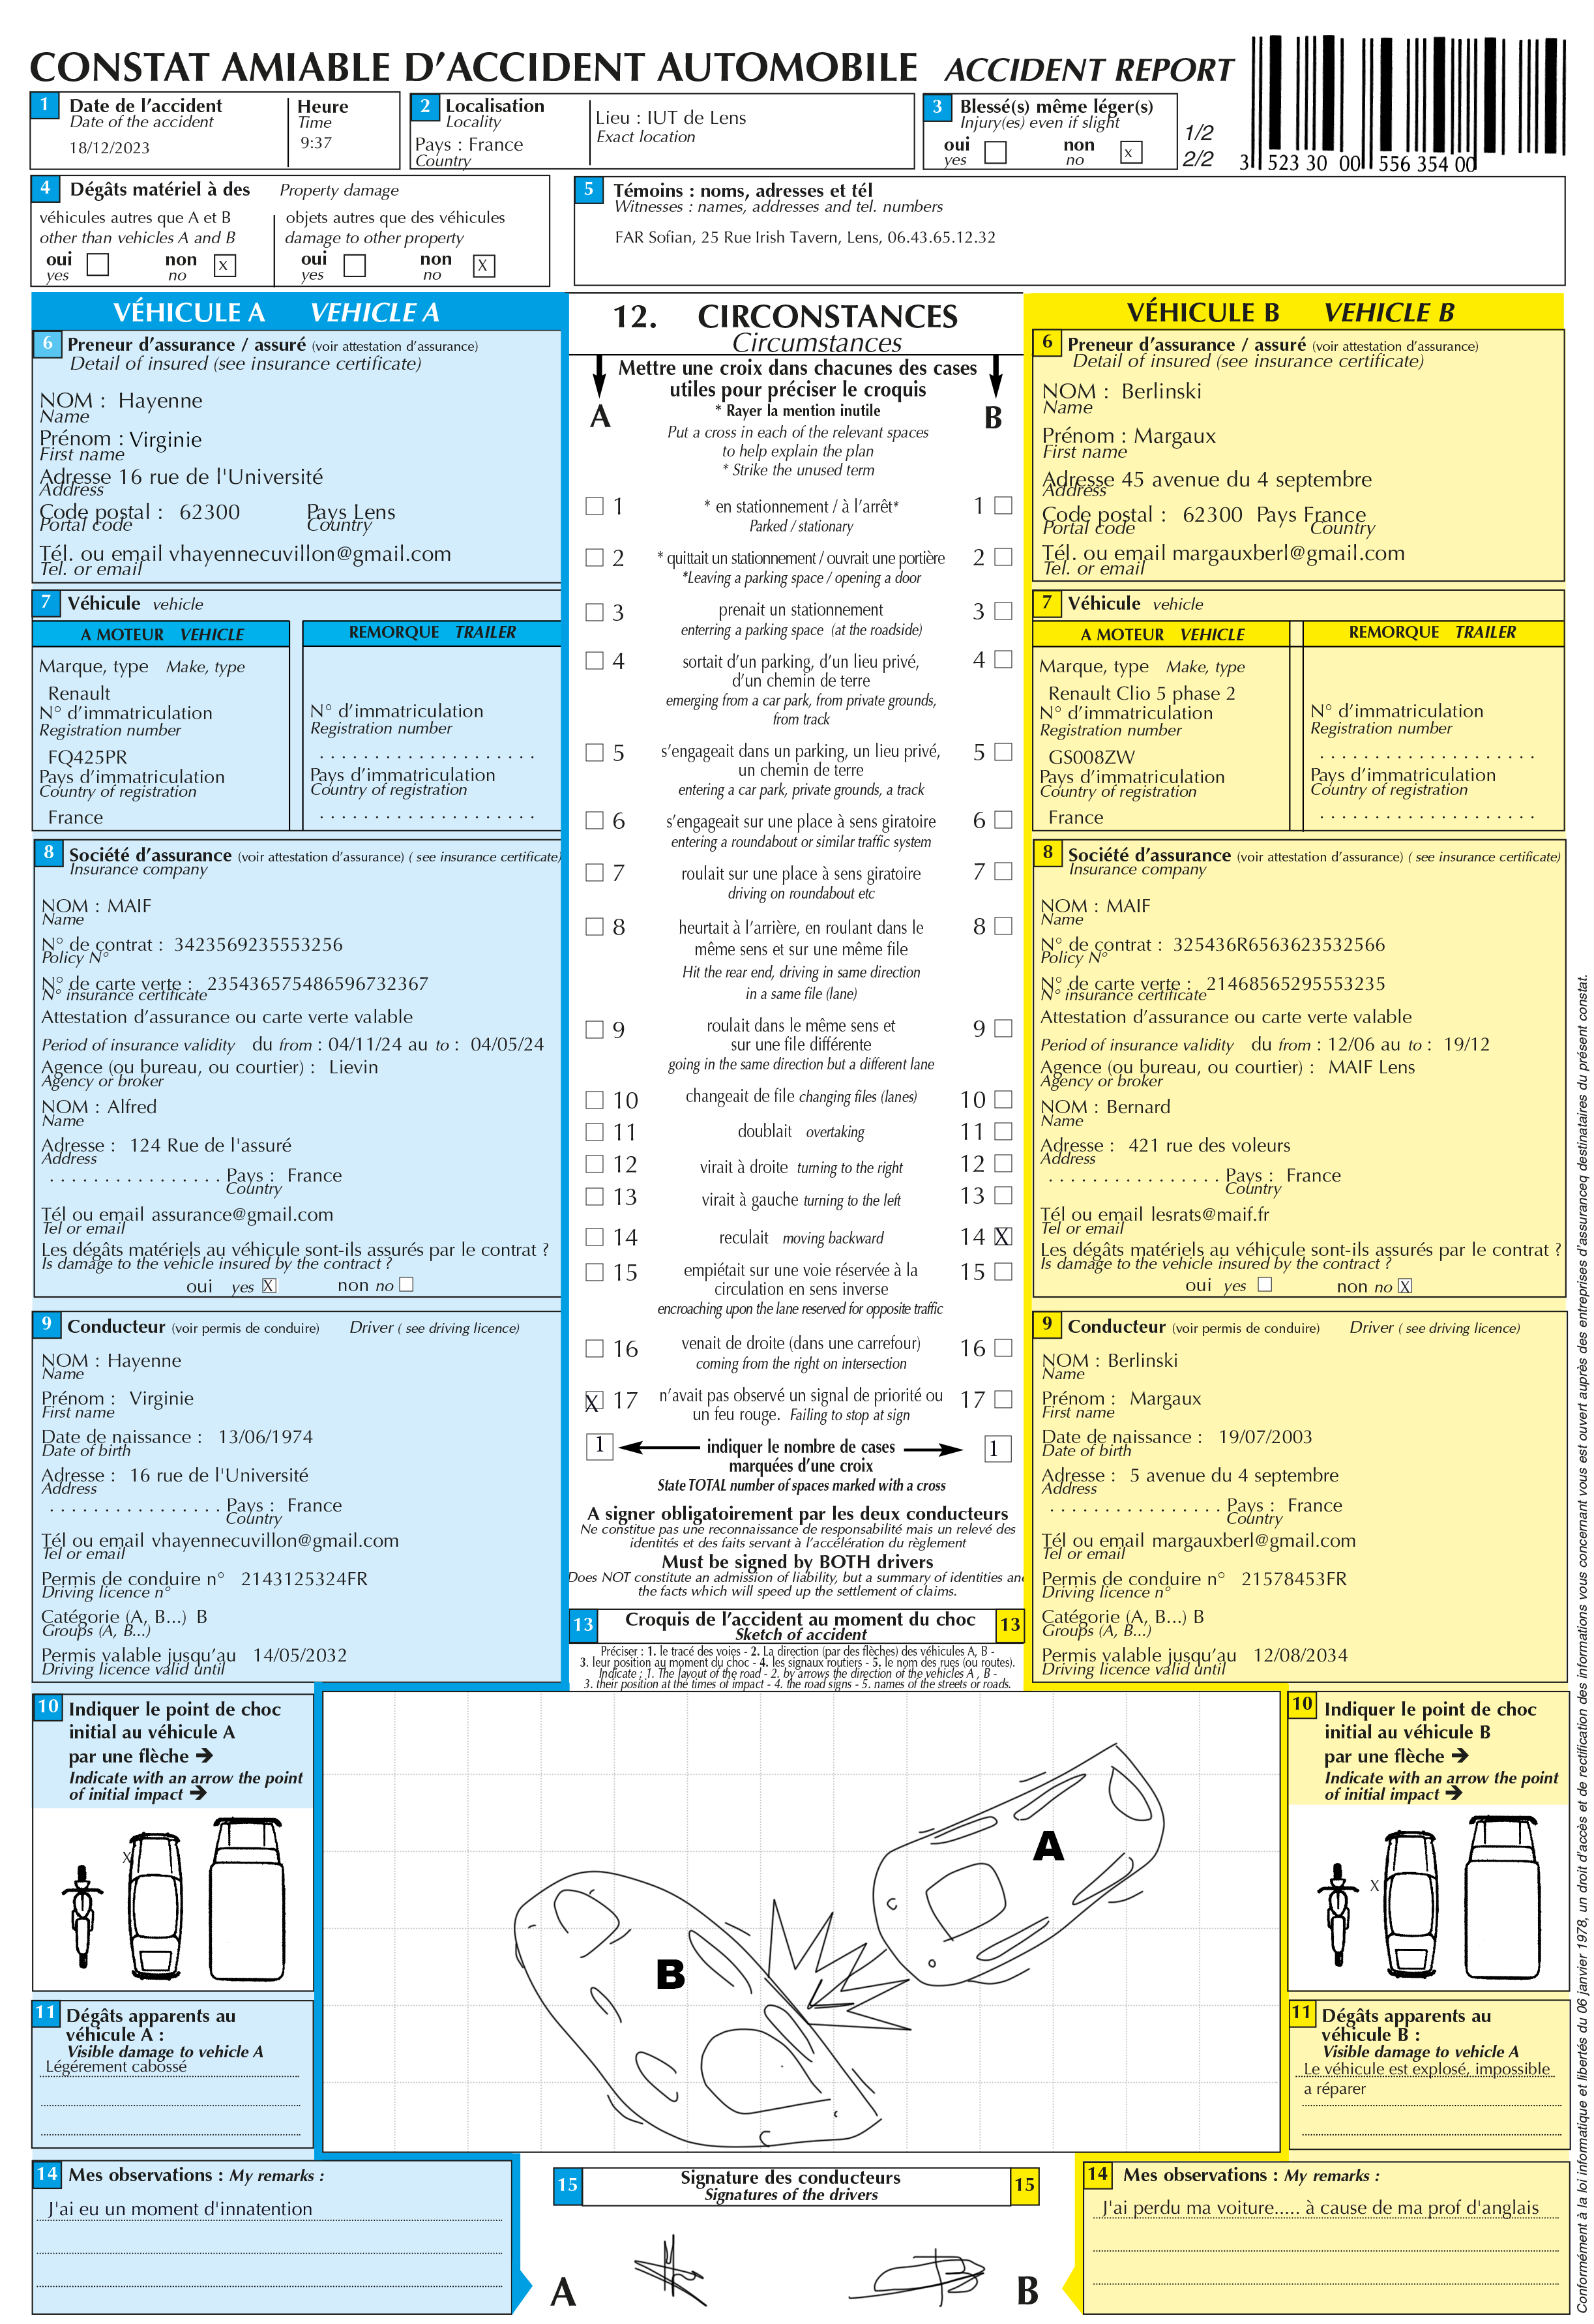 CONSTAT AMIABLE D'ACCIDENT AUTOMOBILE ACCIDENT REPORT
1 Date de l'accident
Date of the accident
18/12/2023
Heure
Time
9:37
2 Localisation
Locality
Pays : France
Country
Lieu : IUT de Lens
Exact location
3 Blessé(s) même léger(s)
Injury(es) even if slight
oui non
yes no X
1/2
2/2
3 523 30 00 556 354 00
4 Dégâts matériel à des Property damage
véhicules autres que A et B
other than vehicles A and B
oui non
yes no X
objets autres que des véhicules
damage to other property
oui non
yes no X
5 Témoins : noms, adresses et tél
Witnesses : names, addresses and tel. numbers
FAR Sofian, 25 Rue Irish Tavern, Lens, 06.43.65.12.32
VÉHICULE A VEHICLE A
6 Preneur d'assurance / assuré (voir attestation d'assurance)
Detail of insured (see insurance certificate)
NOM : Hayenne
Name
Prénom : Virginie
First name
Adresse 16 rue de l'Université
Address
Code postal : 62300 Pays Lens
Portal code Country
Tél. ou email vhayennecuvillon@gmail.com
Tel. or email
7 Véhicule vehicle
A MOTEUR VEHICLE
Marque, type Make, type
Renault
N° d'immatriculation
Registration number
FQ425PR
Pays d'immatriculation
Country of registration
France
REMORQUE TRAILER
N° d'immatriculation
Registration number
Pays d'immatriculation
Country of registration
8 Société d'assurance (voir attestation d'assurance) ( see insurance certificate)
Insurance company
NOM : MAIF
Name
N° de contrat : 3423569235553256
Policy N°
N° de carte verte : 235436575486596732367
N° insurance certificate
Attestation d'assurance ou carte verte valable
Period of insurance validity du from : 04/11/24 au to : 04/05/24
Agence (ou bureau, ou courtier) : Lievin
Agency or broker
NOM : Alfred
Name
Adresse : 124 Rue de l'assuré
Address
Pays : France
Country
Tél ou email assurance@gmail.com
Tel or email
Les dégâts matériels au véhicule sont-ils assurés par le contrat ?
Is damage to the vehicle insured by the contract ?
oui yes X non no
9 Conducteur (voir permis de conduire) Driver ( see driving licence)
NOM : Hayenne
Name
Prénom : Virginie
First name
Date de naissance : 13/06/1974
Date of birth
Adresse : 16 rue de l'Université
Address
Pays : France
Country
Tél ou email vhayennecuvillon@gmail.com
Tel or email
Permis de conduire n° 2143125324FR
Driving licence n°
Catégorie (A, B...) B
Groups (A, B...)
Permis valable jusqu'au 14/05/2032
Driving licence valid until
12. CIRCONSTANCES
Circumstances
Mettre une croix dans chacunes des cases
utiles pour préciser le croquis
A * Rayer la mention inutile B
Put a cross in each of the relevant spaces
to help explain the plan
* Strike the unused term
1 * en stationnement / à l'arrêt* 1
Parked / stationary
2 * quittait un stationnement / ouvrait une portière 2
*Leaving a parking space / opening a door
3 prenait un stationnement 3
enterring a parking space (at the roadside)
4 sortait d'un parking, d'un lieu privé, 4
d'un chemin de terre
emerging from a car park, from private grounds,
from track
5 s'engageait dans un parking, un lieu privé, 5
un chemin de terre
entering a car park, private grounds, a track
6 s'engageait sur une place à sens giratoire 6
entering a roundabout or similar traffic system
7 roulait sur une place à sens giratoire 7
driving on roundabout etc
8 heurtait à l'arrière, en roulant dans le 8
même sens et sur une même file
Hit the rear end, driving in same direction
in a same file (lane)
9 roulait dans le même sens et 9
sur une file différente
going in the same direction but a different lane
10 changeait de file changing files (lanes) 10
11 doublait overtaking 11
12 virait à droite turning to the right 12
13 virait à gauche turning to the left 13
14 reculait moving backward 14 X
15 empiétait sur une voie réservée à la 15
circulation en sens inverse
encroaching upon the lane reserved for opposite traffic
16 venait de droite (dans une carrefour) 16
coming from the right on intersection
X 17 n'avait pas observé un signal de priorité ou 17
un feu rouge. Failing to stop at sign
1 indiquer le nombre de cases 1
marquées d'une croix
State TOTAL number of spaces marked with a cross
A signer obligatoirement par les deux conducteurs
Ne constitue pas une reconnaissance de responsabilité mais un relevé des
identités et des faits servant à l'accélération du règlement
Must be signed by BOTH drivers
Does NOT constitute an admission of liability, but a summary of identities and
the facts which will speed up the settlement of claims.
13 Croquis de l'accident au moment du choc 13
Sketch of accident
Préciser : 1. le tracé des voies - 2. La direction (par des flèches) des véhicules A, B -
3. leur position au moment du choc - 4. les signaux routiers - 5. le nom des rues (ou routes).
Indicate : 1. The layout of the road - 2. by arrows the direction of the vehicles A , B -
3. their position at the times of impact - 4. the road signs - 5. names of the streets or roads.
VÉHICULE B VEHICLE B
6 Preneur d'assurance / assuré (voir attestation d'assurance)
Detail of insured (see insurance certificate)
NOM : Berlinski
Name
Prénom : Margaux
First name
Adresse 45 avenue du 4 septembre
Address
Code postal : 62300 Pays France
Portal code Country
Tél. ou email margauxberl@gmail.com
Tel. or email
7 Véhicule vehicle
A MOTEUR VEHICLE
Marque, type Make, type
Renault Clio 5 phase 2
N° d'immatriculation
Registration number
GS008ZW
Pays d'immatriculation
Country of registration
France
REMORQUE TRAILER
N° d'immatriculation
Registration number
Pays d'immatriculation
Country of registration
8 Société d'assurance (voir attestation d'assurance) ( see insurance certificate)
Insurance company
NOM : MAIF
Name
N° de contrat : 325436R6563623532566
Policy N°
N° de carte verte : 21468565295553235
N° insurance certificate
Attestation d'assurance ou carte verte valable
Period of insurance validity du from : 12/06 au to : 19/12
Agence (ou bureau, ou courtier) : MAIF Lens
Agency or broker
NOM : Bernard
Name
Adresse : 421 rue des voleurs
Address
Pays : France
Country
Tél ou email lesrats@maif.fr
Tel or email
Les dégâts matériels au véhicule sont-ils assurés par le contrat ?
Is damage to the vehicle insured by the contract ?
oui yes non no X
9 Conducteur (voir permis de conduire) Driver ( see driving licence)
NOM : Berlinski
Name
Prénom : Margaux
First name
Date de naissance : 19/07/2003
Date of birth
Adresse : 5 avenue du 4 septembre
Address
Pays : France
Country
Tél ou email margauxberl@gmail.com
Tel or email
Permis de conduire n° 21578453FR
Driving licence n°
Catégorie (A, B...) B
Groups (A, B...)
Permis valable jusqu'au 12/08/2034
Driving licence valid until
10 Indiquer le point de choc
initial au véhicule A
par une flèche
Indicate with an arrow the point
of initial impact
X
11 Dégâts apparents au
véhicule A :
Visible damage to vehicle A
Légérement cabossé
A
B
10 Indiquer le point de choc
initial au véhicule B
par une flèche
Indicate with an arrow the point
of initial impact
X
11 Dégâts apparents au
véhicule B :
Visible damage to vehicle A
Le véhicule est explosé, impossible
a réparer
14 Mes observations : My remarks :
J'ai eu un moment d'innatention
15 Signature des conducteurs 15
Signatures of the drivers
A B
14 Mes observations : My remarks :
J'ai perdu ma voiture..... à cause de ma prof d'anglais
Conformément à la loi informatique et libertés du 06 janvier 1978, un droit d'accès et de rectification des informations vous concernant vous est ouvert auprès des entreprises d'assuranceq destinataires du présent constat.